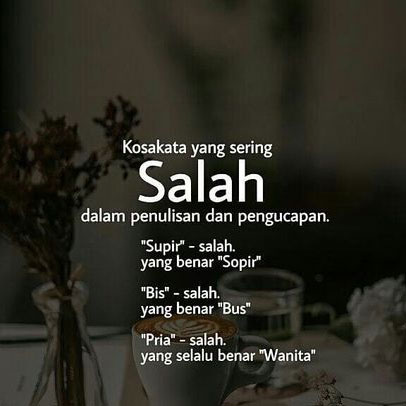 Kosakata yang sering
Salah
dalam penulisan dan pengucapan.
"Supir" - salah.
yang benar "Sopir"
"Bis" - salah.
yang benar "Bus"
"Pria" - salah.
yang selalu benar "Wanita"